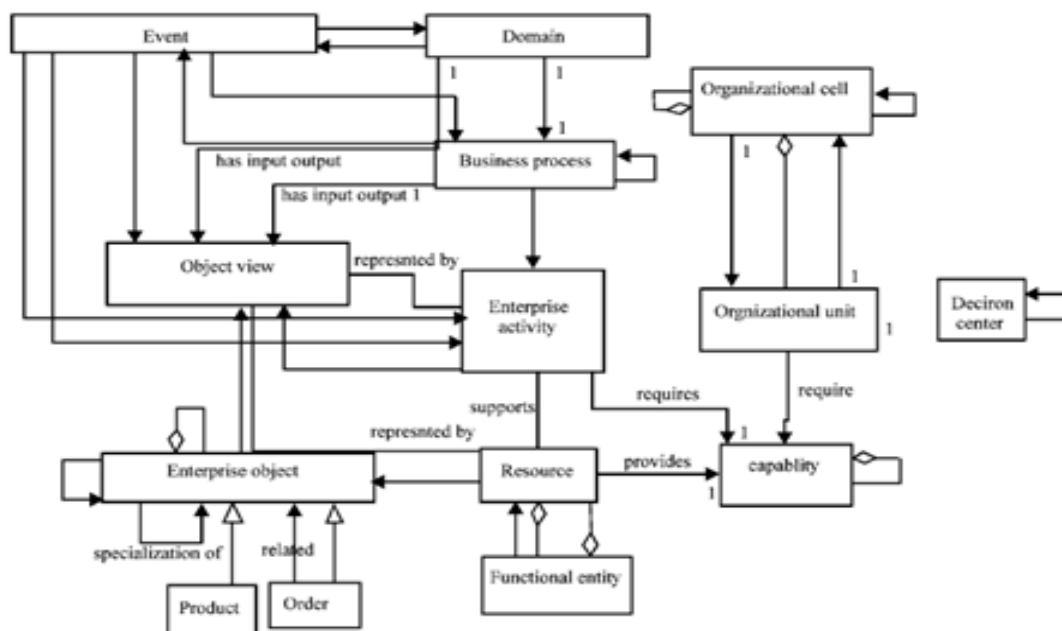 Event
Domain
1
1
Organizational cell
1
has input output
Business process
1
has input output 1
Object view
represnted by
1
Enterprise
activity
Orgnizational unit
1
Deciron
center
supports
requires
require
represnted by
1
Enterprise object
Resource
provides
capablity
1
specialization of
related
Product
Order
Functional entity